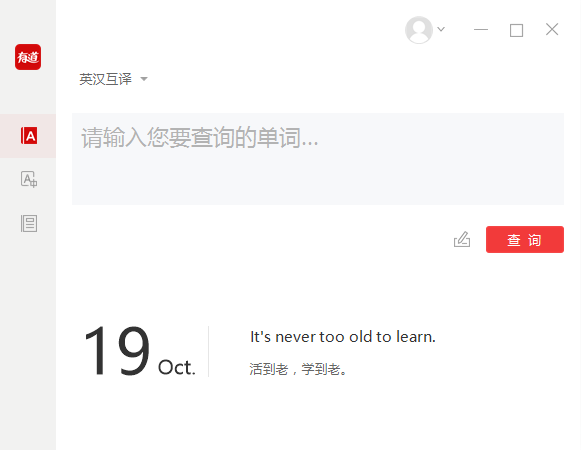 有道
英汉互译
请输入您要查询的单词...
查 询
19 Oct.
It's never too old to learn.
活到老，学到老。